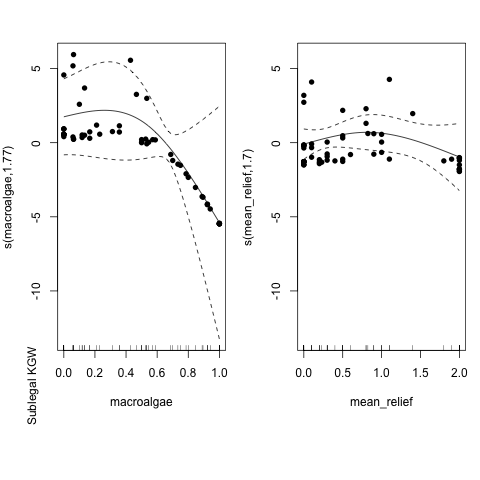 5
0
-5
-10
s(macroalgae,1.77)
0.0 0.2 0.4 0.6 0.8 1.0
macroalgae
Sublegal KGW
5
0
-5
-10
s(mean_relief,1.7)
0.0 0.5 1.0 1.5 2.0
mean_relief